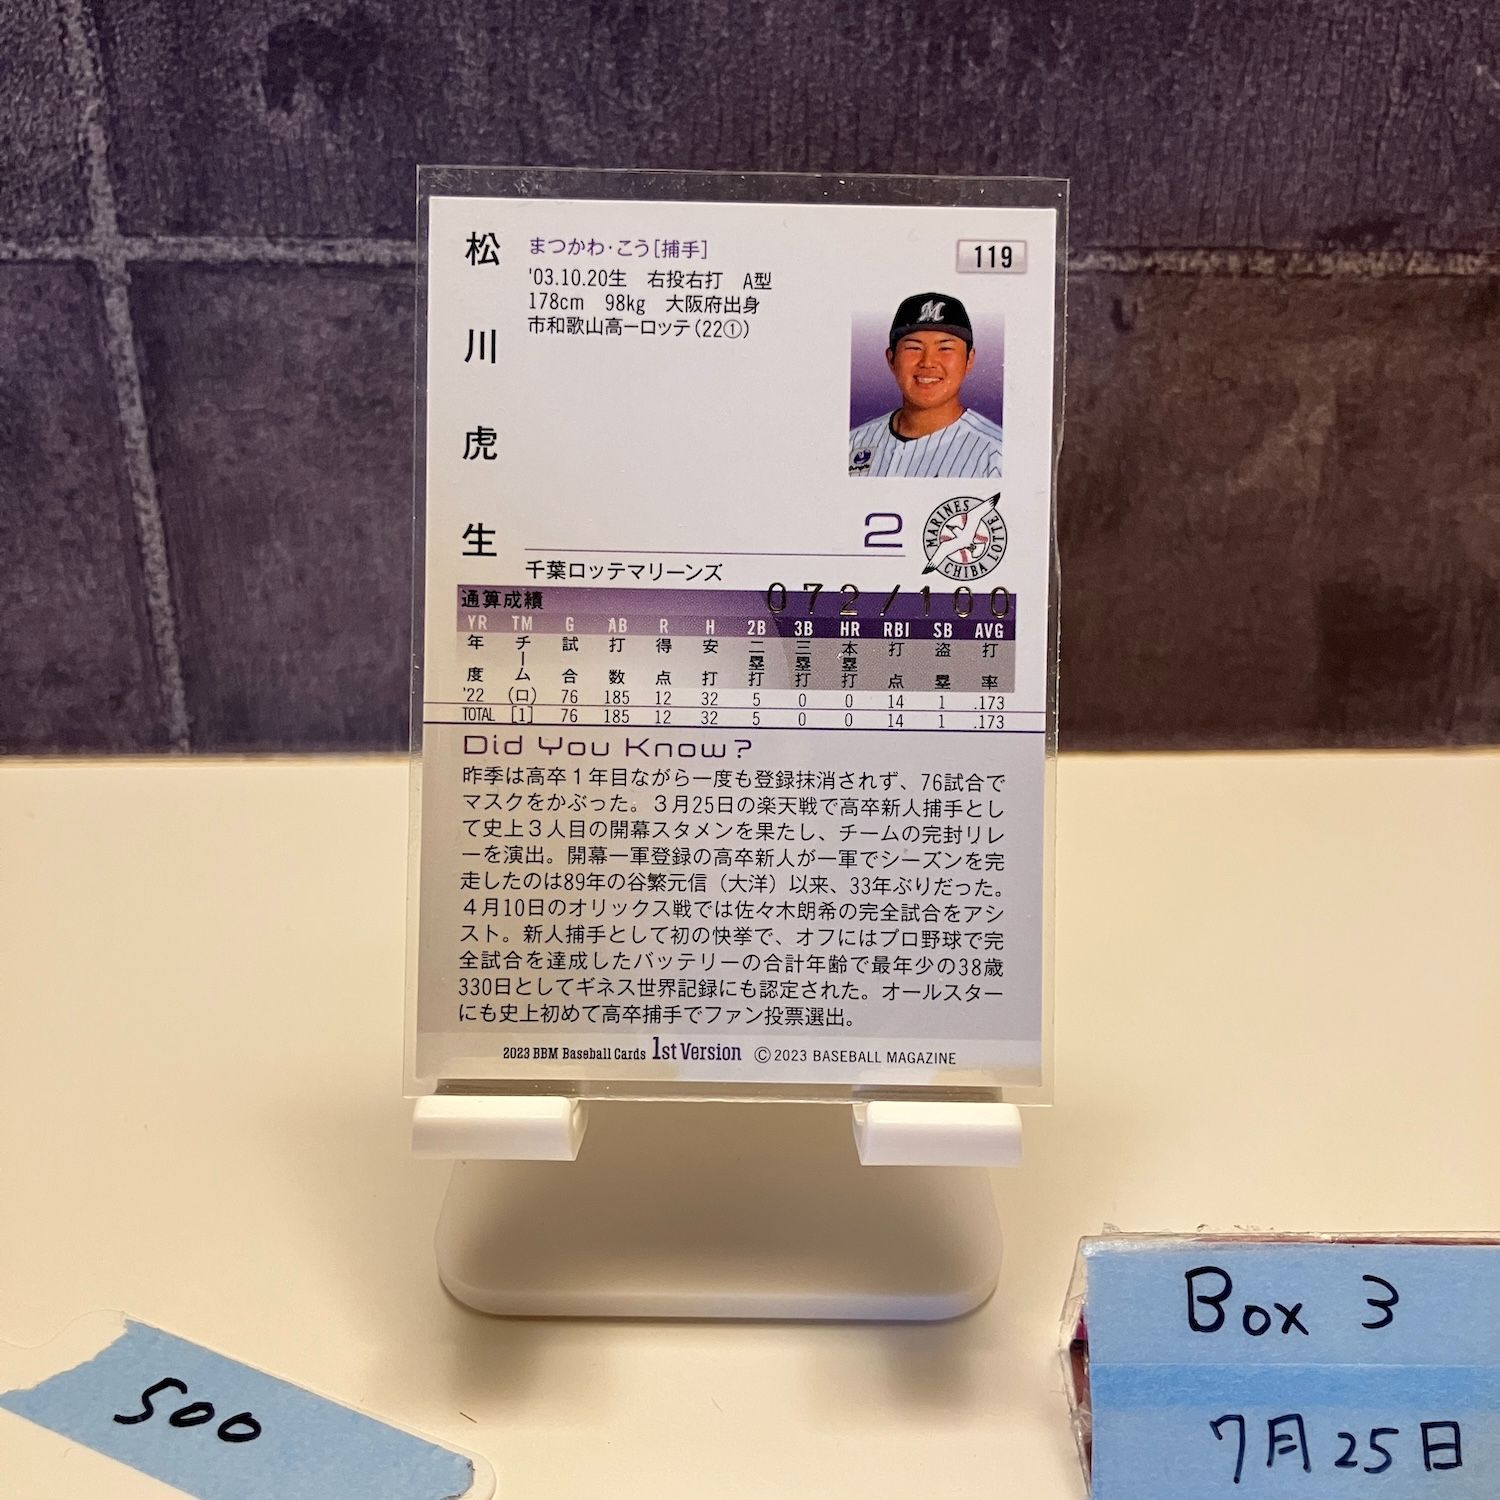 松川虎生
まつかわ・こう[捕手]
'03.10.20生 右投右打 A型
178cm 98kg 大阪府出身
市和歌山高ーロッテ(22①)
119
M
2
MARINES
CHIBA LOTTE
千葉ロッテマリーンズ
通算成績
072/100
YR TM G AB R H 2B 3B HR RBI SB AVG
年度 チーム 試合 打数 得点 安打 二塁打 三塁打 本塁打 打点 盗塁 打率
'22 (ロ) 76 185 12 32 5 0 0 14 1 .173
TOTAL [1] 76 185 12 32 5 0 0 14 1 .173
Did You Know?
昨季は高卒1年目ながら一度も登録抹消されず、76試合で
マスクをかぶった。3月25日の楽天戦で高卒新人捕手とし
て史上3人目の開幕スタメンを果たし、チームの完封リレ
ーを演出。開幕一軍登録の高卒新人が一軍でシーズンを完
走したのは89年の谷繁元信（大洋）以来、33年ぶりだった。
4月10日のオリックス戦では佐々木朗希の完全試合をアシ
スト。新人捕手として初の快挙で、オフにはプロ野球で完
全試合を達成したバッテリーの合計年齢で最年少の38歳
330日としてギネス世界記録にも認定された。オールスター
にも史上初めて高卒捕手でファン投票選出。
2023 BBM Baseball Cards 1st Version ©2023 BASEBALL MAGAZINE
500
Box 3
7月25日